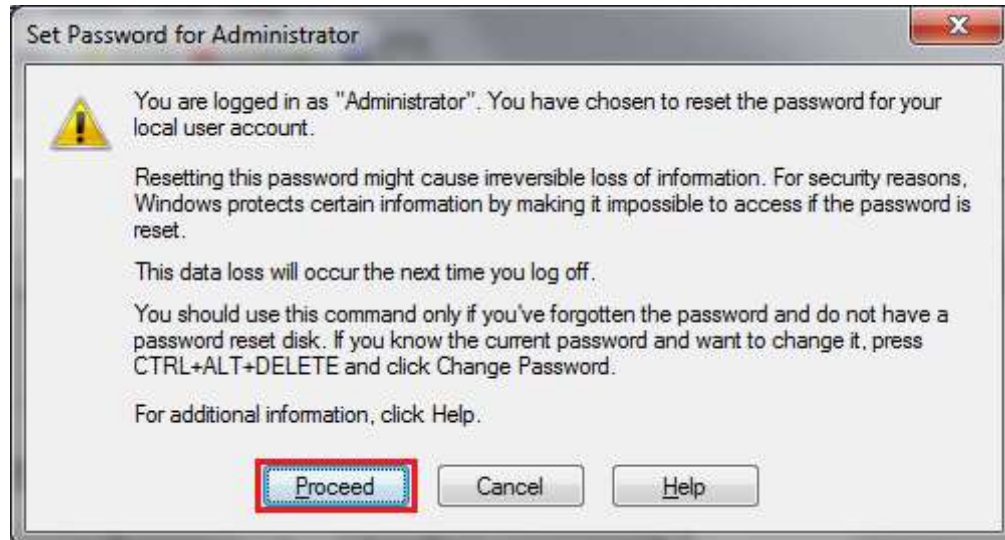 Set Password for Administrator
You are logged in as "Administrator". You have chosen to reset the password for your
local user account.
Resetting this password might cause irreversible loss of information. For security reasons,
Windows protects certain information by making it impossible to access if the password is
reset.
This data loss will occur the next time you log off.
You should use this command only if you've forgotten the password and do not have a
password reset disk. If you know the current password and want to change it, press
CTRL+ALT+DELETE and click Change Password.
For additional information, click Help.
Proceed
Cancel
Help